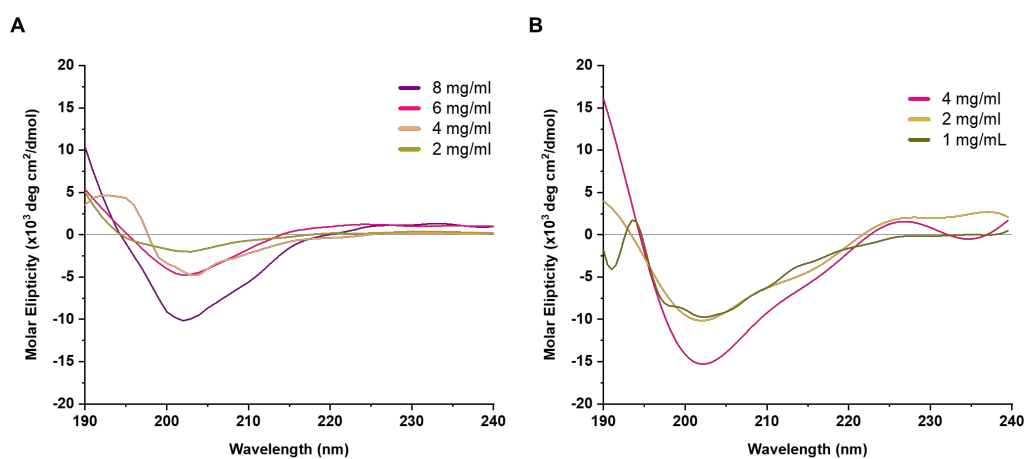 A
B
Molar Elipticity (x10³ deg cm²/dmol)
20
15
10
5
0
-5
-10
-15
-20
190
200
210
220
230
240
Wavelength (nm)
8 mg/ml
6 mg/ml
4 mg/ml
2 mg/ml
Molar Elipticity (x10³ deg cm²/dmol)
20
15
10
5
0
-5
-10
-15
-20
190
200
210
220
230
240
Wavelength (nm)
4 mg/ml
2 mg/ml
1 mg/mL